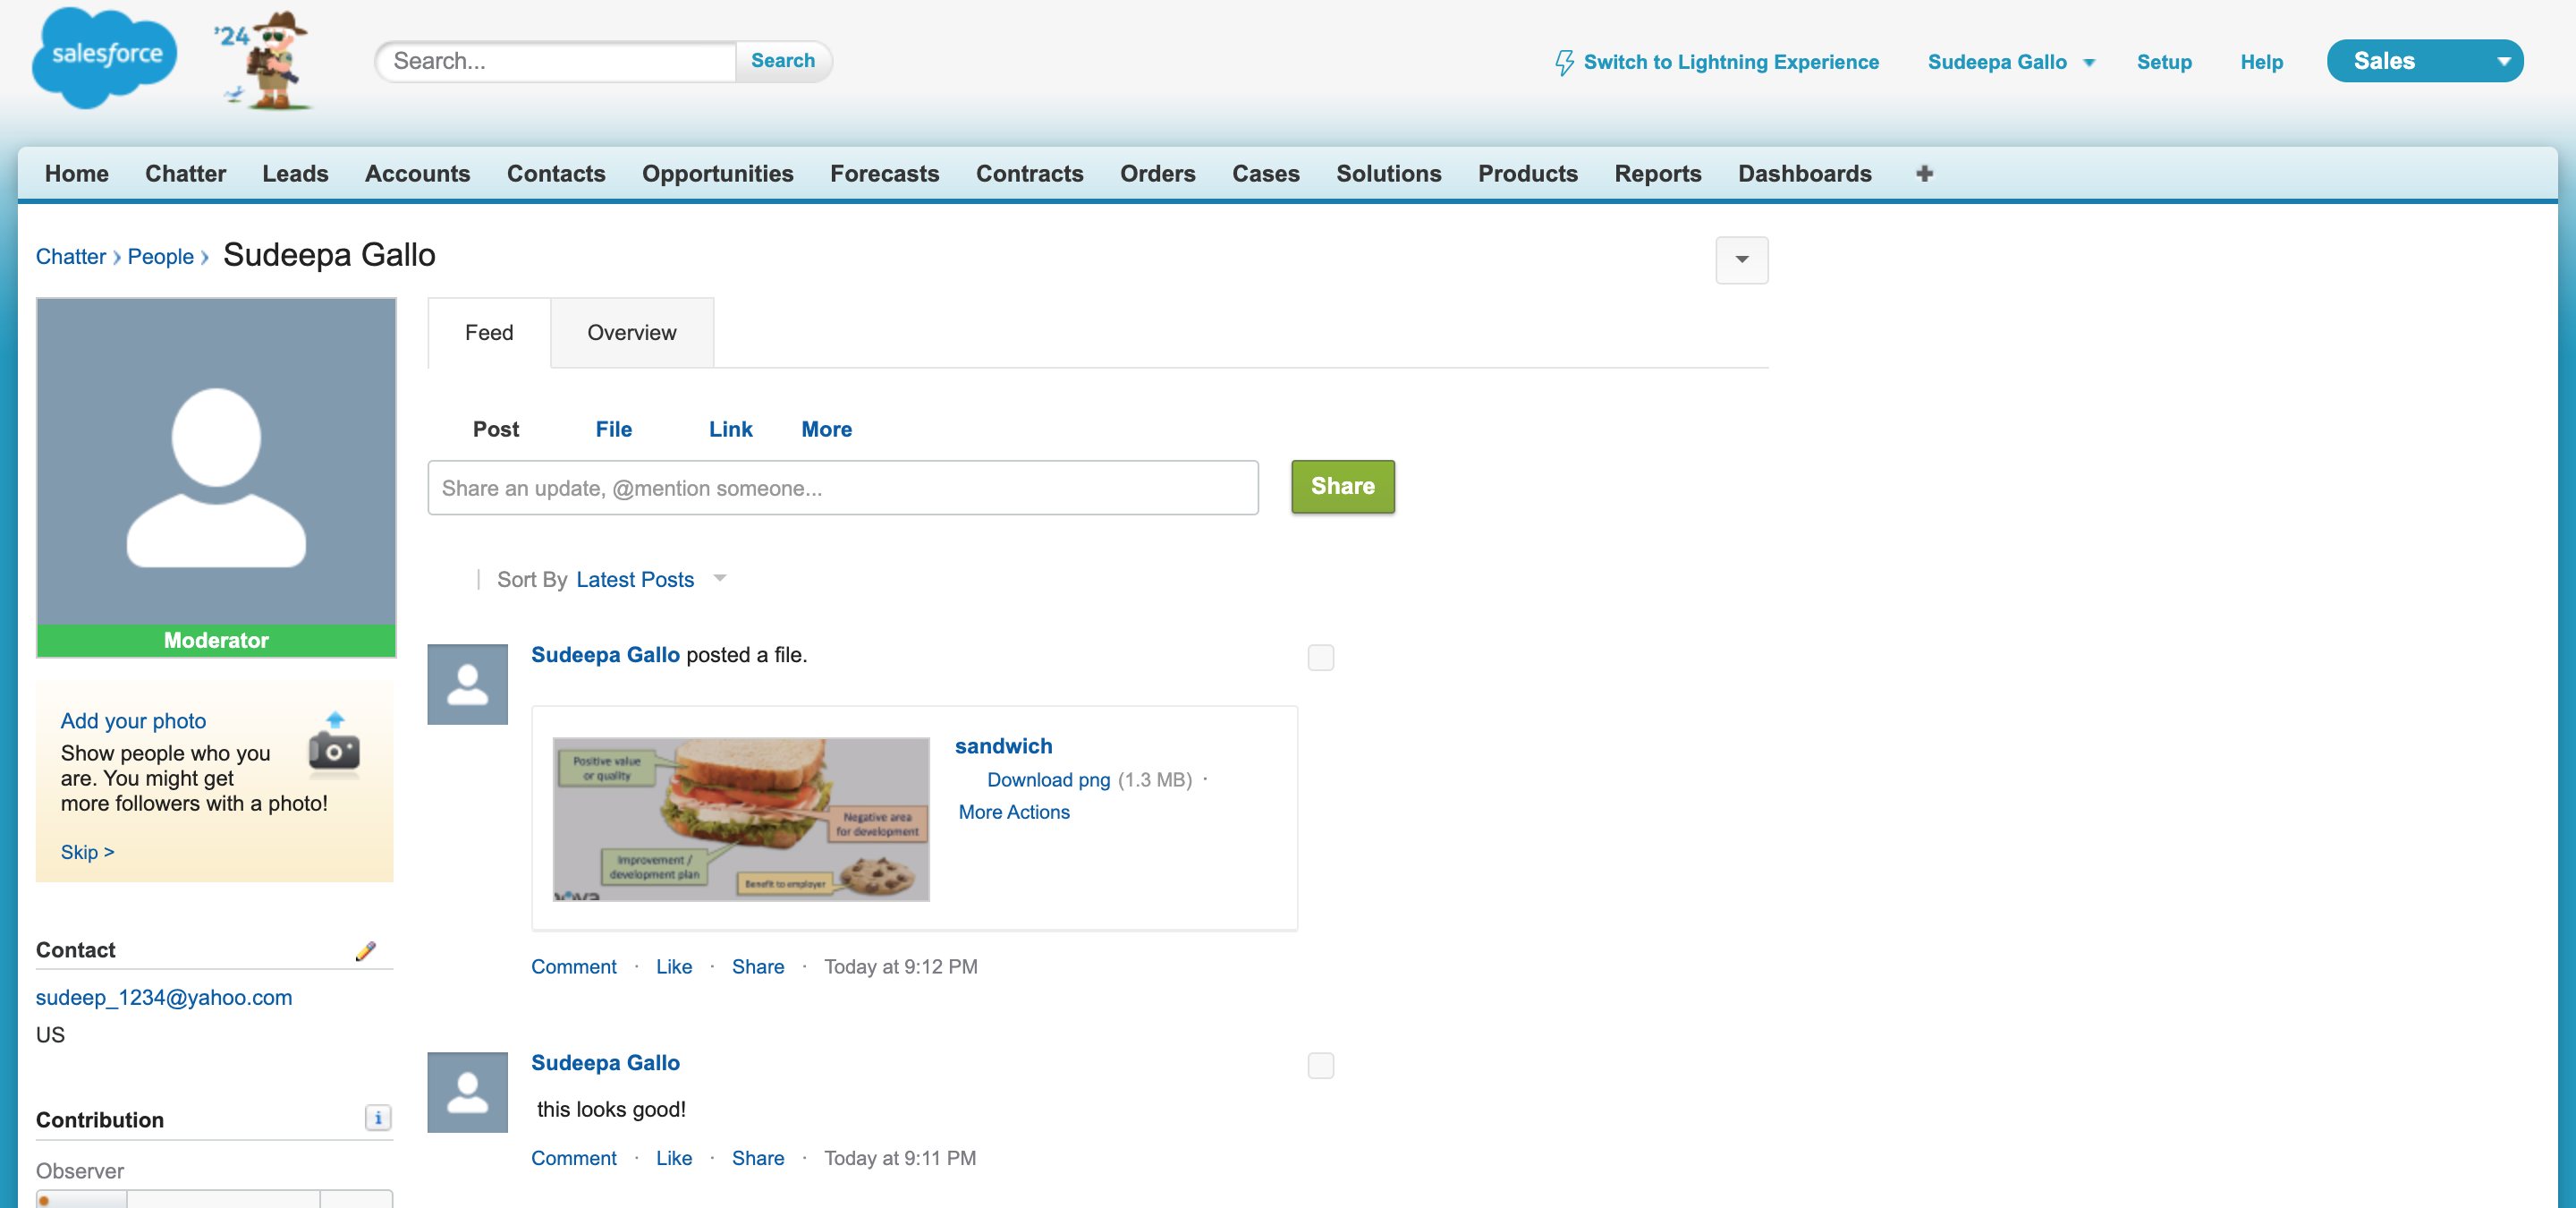 salesforce
'24
Search...
Search
Switch to Lightning Experience
Sudeepa Gallo
Setup
Help
Sales
Home
Chatter
Leads
Accounts
Contacts
Opportunities
Forecasts
Contracts
Orders
Cases
Solutions
Products
Reports
Dashboards
Chatter › People › Sudeepa Gallo
Moderator
Add your photo
Show people who you
are. You might get
more followers with a photo!
Skip >
Contact
sudeep_1234@yahoo.com
US
Contribution
Observer
Feed
Overview
Post
File
Link
More
Share an update, @mention someone...
Share
Sort By Latest Posts
Sudeepa Gallo posted a file.
Positive value
or quality
Negative area
for development
Improvement /
development plan
Benefit to employer
sandwich
Download png (1.3 MB) ·
More Actions
Comment · Like · Share · Today at 9:12 PM
Sudeepa Gallo
this looks good!
Comment · Like · Share · Today at 9:11 PM